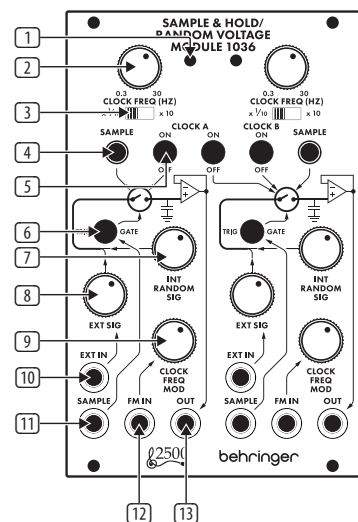 SAMPLE & HOLD/
RANDOM VOLTAGE
MODULE 1036
1
2
0.3 30 0.3 30
CLOCK FREQ (HZ) CLOCK FREQ (HZ)
3
x 1/10 x 10 x 1/10 x 10
CLOCK A CLOCK B
SAMPLE ON ON ON SAMPLE
4
OFF OFF OFF
5
6
TRIG GATE TRIG GATE
7
INT
RANDOM
SIG
INT
RANDOM
SIG
8
EXT SIG EXT SIG
9
EXT IN EXT IN
CLOCK
FREQ
MOD
CLOCK
FREQ
MOD
10
SAMPLE FM IN OUT SAMPLE FM IN OUT
11
2500 behringer
12 13